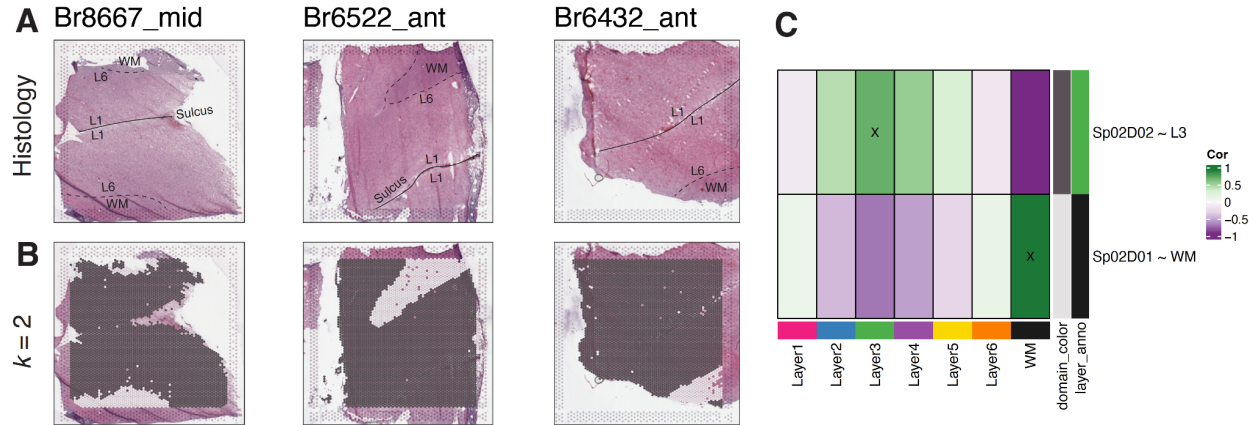 A
Br8667_mid
Br6522_ant
Br6432_ant
Histology
WM
L6
L1
L1
Sulcus
L6
WM
WM
L6
L1
L1
Sulcus
L1
L1
L6
WM
B
k = 2
C
x
x
Sp02D02 ~ L3
Sp02D01 ~ WM
Cor
1
0.5
0
−0.5
−1
Layer1
Layer2
Layer3
Layer4
Layer5
Layer6
WM
domain_color
layer_anno